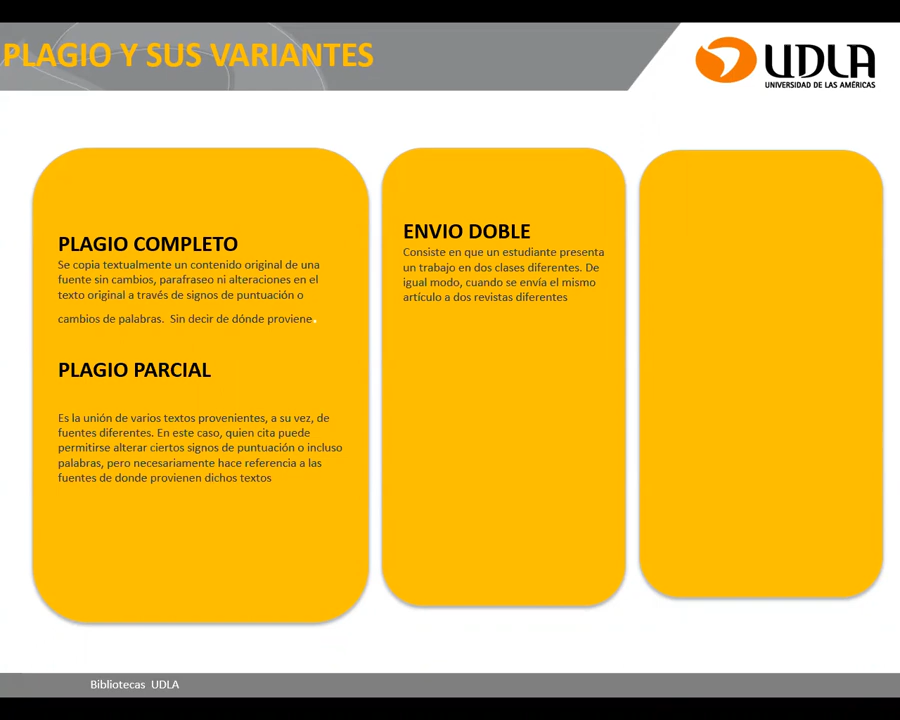 PLAGIO Y SUS VARIANTES
UDLA
UNIVERSIDAD DE LAS AMÉRICAS
PLAGIO COMPLETO
Se copia textualmente un contenido original de una
fuente sin cambios, parafraseo ni alteraciones en el
texto original a través de signos de puntuación o
cambios de palabras.  Sin decir de dónde proviene.
PLAGIO PARCIAL
Es la unión de varios textos provenientes, a su vez, de
fuentes diferentes. En este caso, quien cita puede
permitirse alterar ciertos signos de puntuación o incluso
palabras, pero necesariamente hace referencia a las
fuentes de donde provienen dichos textos
ENVIO DOBLE
Consiste en que un estudiante presenta
un trabajo en dos clases diferentes. De
igual modo, cuando se envía el mismo
artículo a dos revistas diferentes
Bibliotecas  UDLA